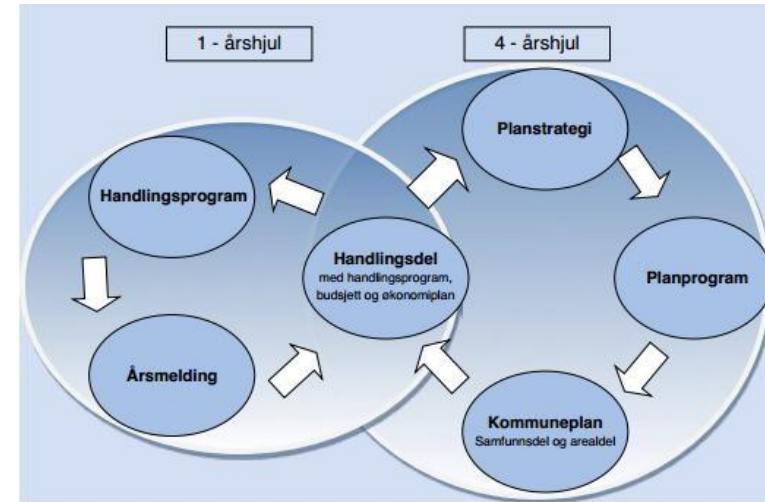 1 - årshjul
4 - årshjul
Planstrategi
Handlingsprogram
Handlingsdel
med handlingsprogram,
budsjett og økonomiplan
Planprogram
Årsmelding
Kommuneplan
Samfunnsdel og arealdel